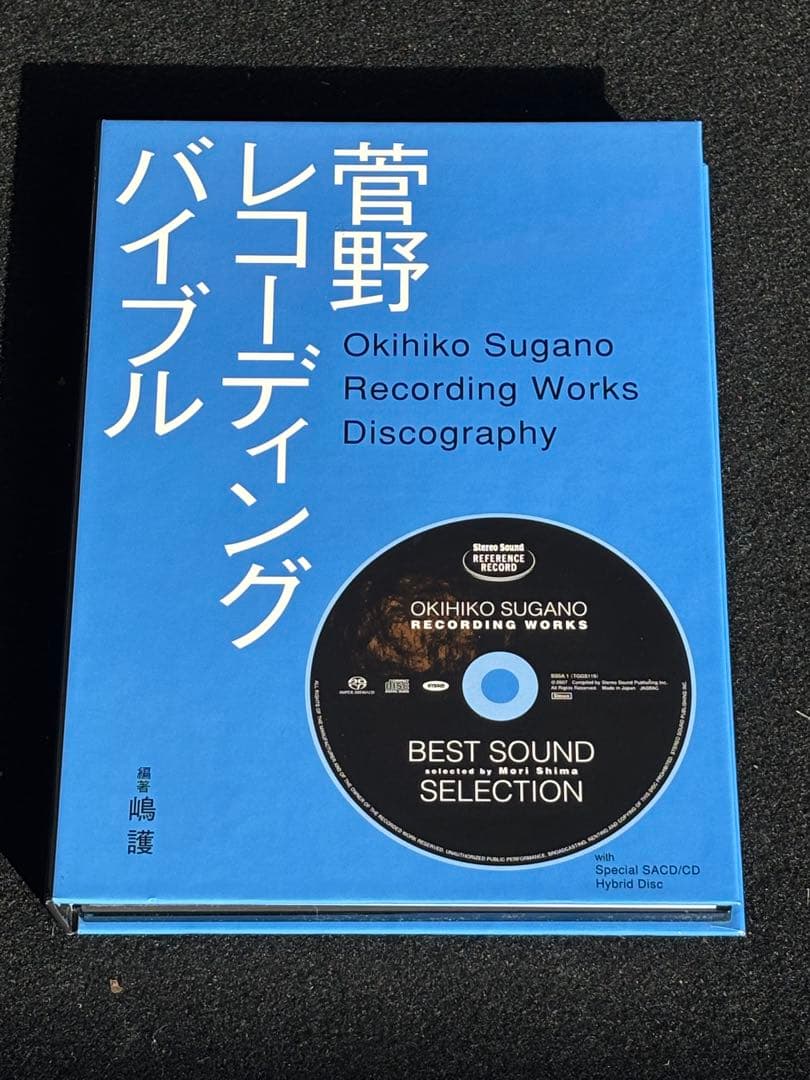 菅野
レコーディング
バイブル
Okihiko Sugano
Recording Works
Discography
Stereo Sound
REFERENCE
RECORD
OKIHIKO SUGANO
RECORDING WORKS
BEST SOUND
selected by Mori Shima
SELECTION
編著
嶋護
with
Special SACD/CD
Hybrid Disc